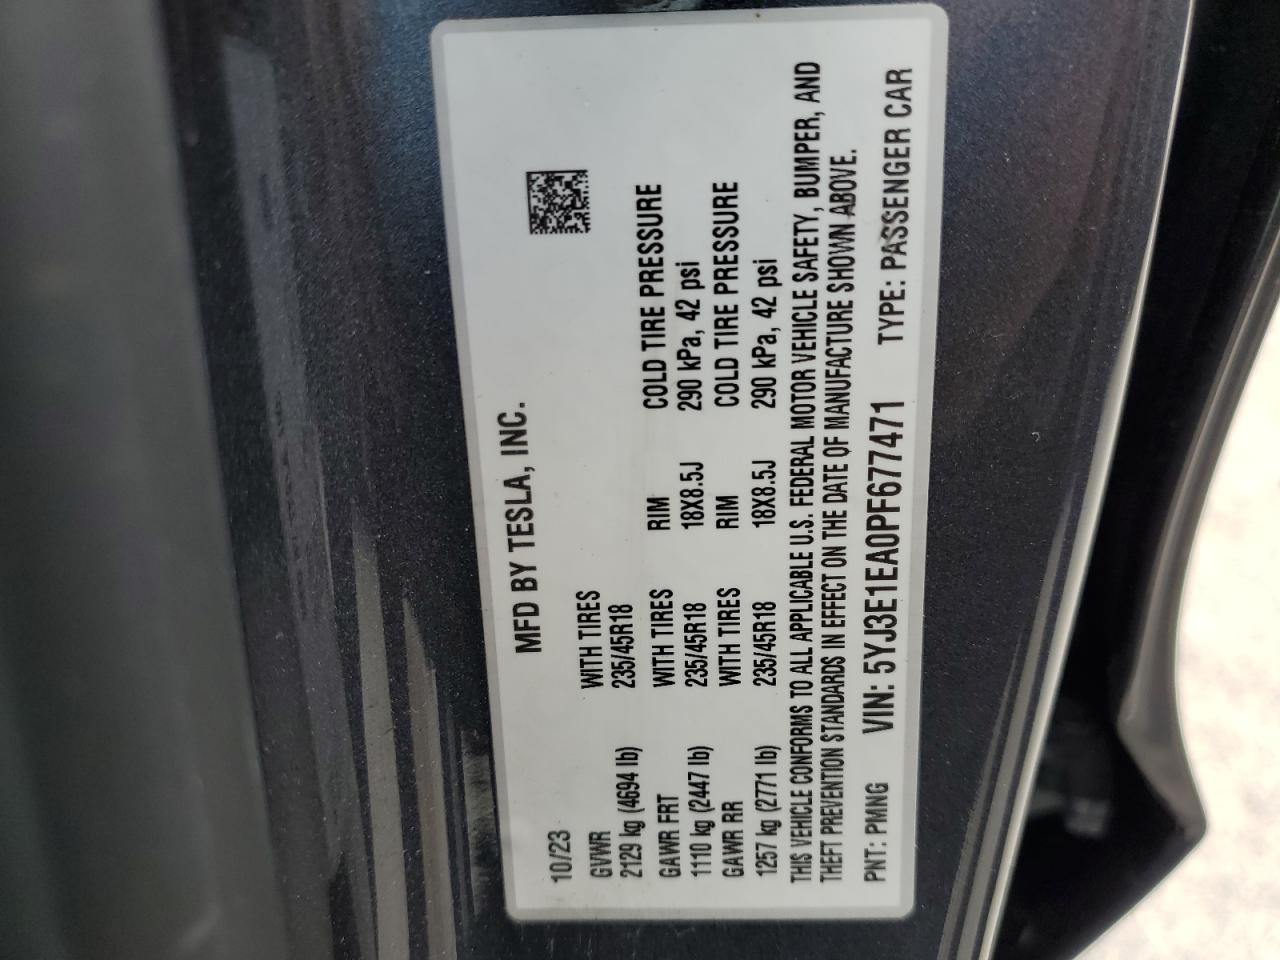 MFD BY TESLA, INC.
10/23
GVWR WITH TIRES
2129 kg (4694 lb) 235/45R18
GAWR FRT WITH TIRES RIM COLD TIRE PRESSURE
1110 kg (2447 lb) 235/45R18 18X8.5J 290 kPa, 42 psi
GAWR RR WITH TIRES RIM COLD TIRE PRESSURE
1257 kg (2771 lb) 235/45R18 18X8.5J 290 kPa, 42 psi
THIS VEHICLE CONFORMS TO ALL APPLICABLE U.S. FEDERAL MOTOR VEHICLE SAFETY, BUMPER, AND
THEFT PREVENTION STANDARDS IN EFFECT ON THE DATE OF MANUFACTURE SHOWN ABOVE.
PNT: PMNG VIN: 5YJ3E1EA0PF677471 TYPE: PASSENGER CAR